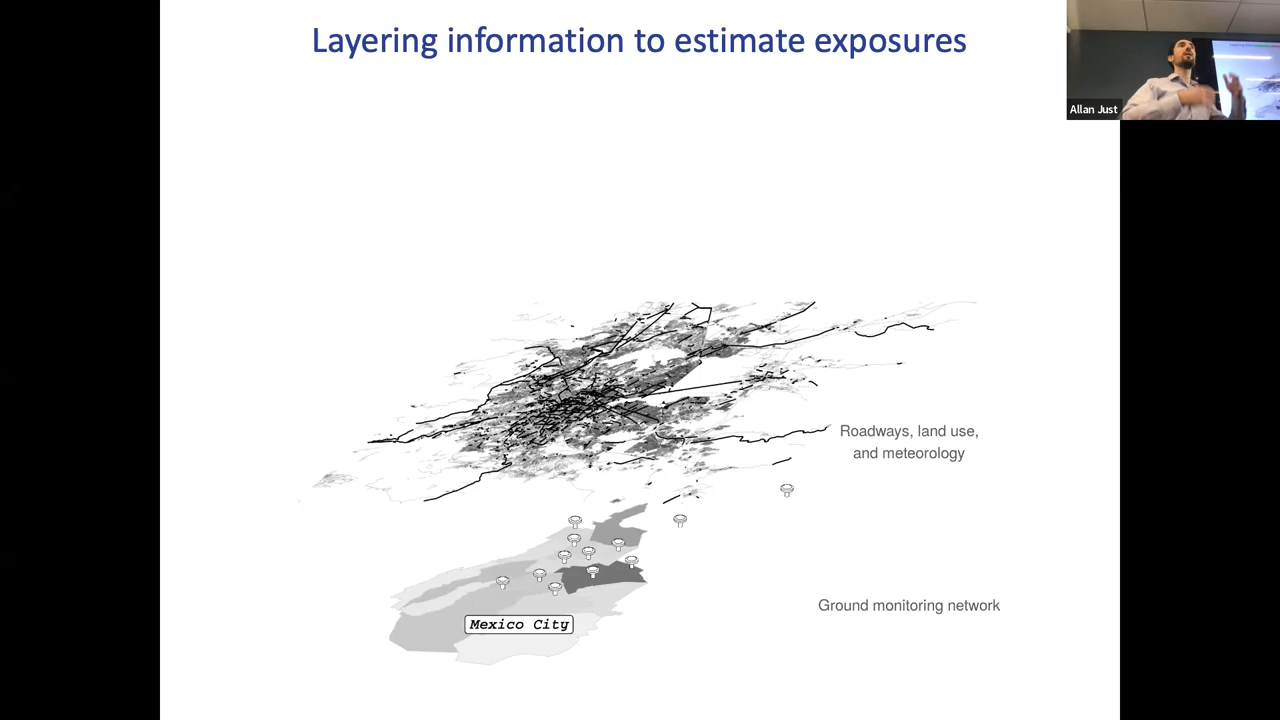 Layering information to estimate exposures
Allan Just
Roadways, land use,
and meteorology
Mexico City
Ground monitoring network